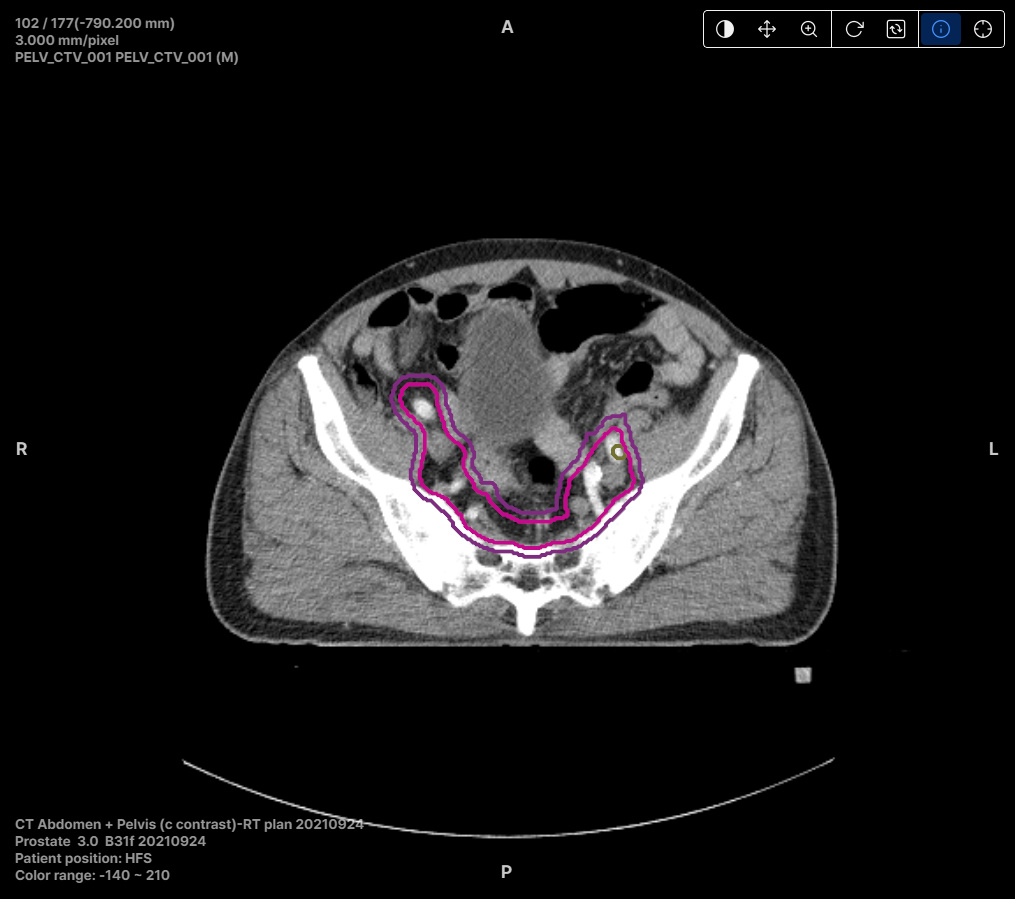 102 / 177(-790.200 mm)
3.000 mm/pixel
PELV_CTV_001 PELV_CTV_001 (M)
A
R
L
CT Abdomen + Pelvis (c contrast)-RT plan 20210924
Prostate  3.0  B31f 20210924
Patient position: HFS
Color range: -140 ~ 210
P